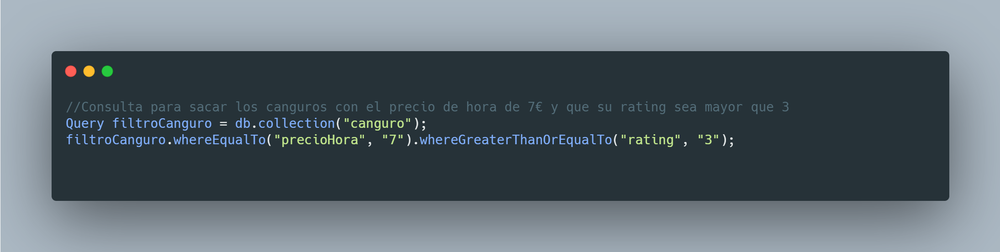 //Consulta para sacar los canguros con el precio de hora de 7€ y que su rating sea mayor que 3
Query filtroCanguro = db.collection("canguro");
filtroCanguro.whereEqualTo("precioHora", "7").whereGreaterThanOrEqualTo("rating", "3");